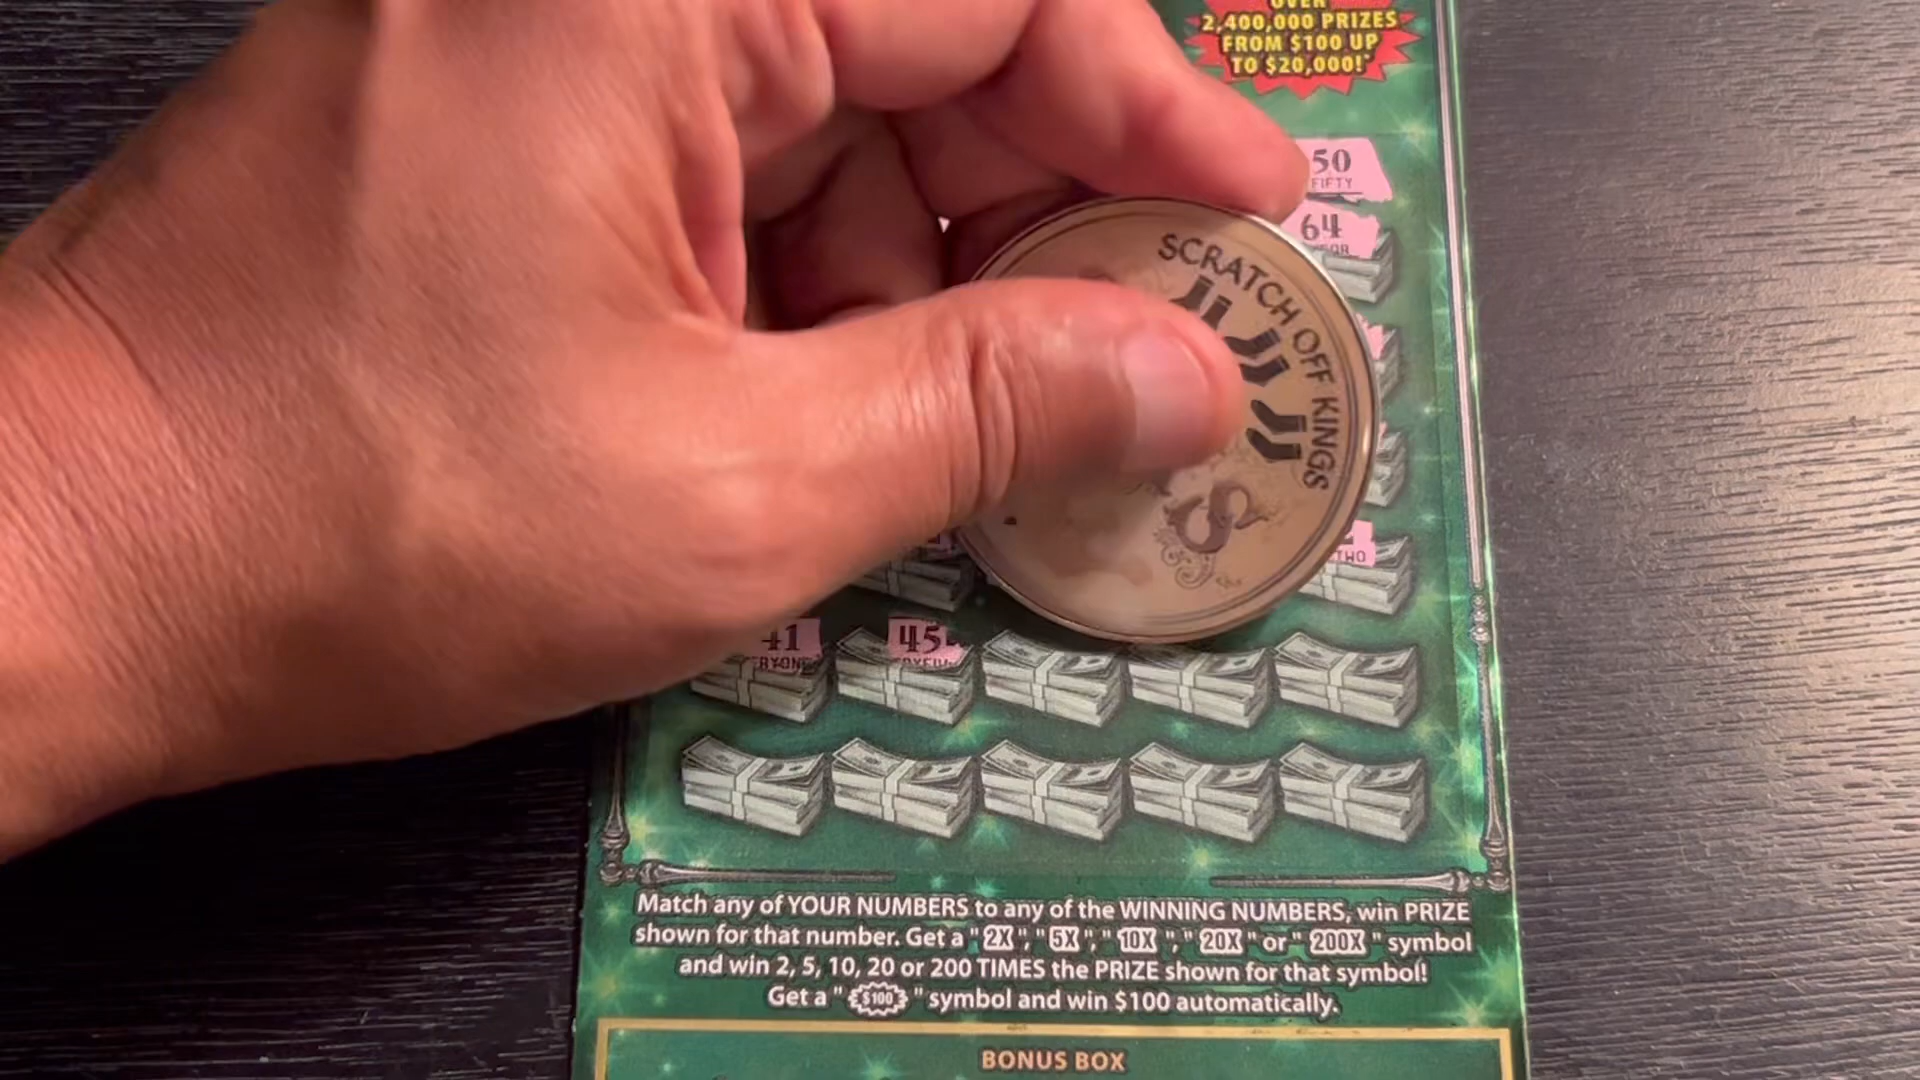 OVER
2,400,000 PRIZES
FROM $100 UP
TO $20,000!*
50
FIFTY
64
SCRATCH OFF KINGS
S
TWO
41
45
Match any of YOUR NUMBERS to any of the WINNING NUMBERS, win PRIZE
shown for that number. Get a "2X", "5X", "10X", "20X" or "200X" symbol
and win 2, 5, 10, 20 or 200 TIMES the PRIZE shown for that symbol!
Get a "$100" symbol and win $100 automatically.
BONUS BOX